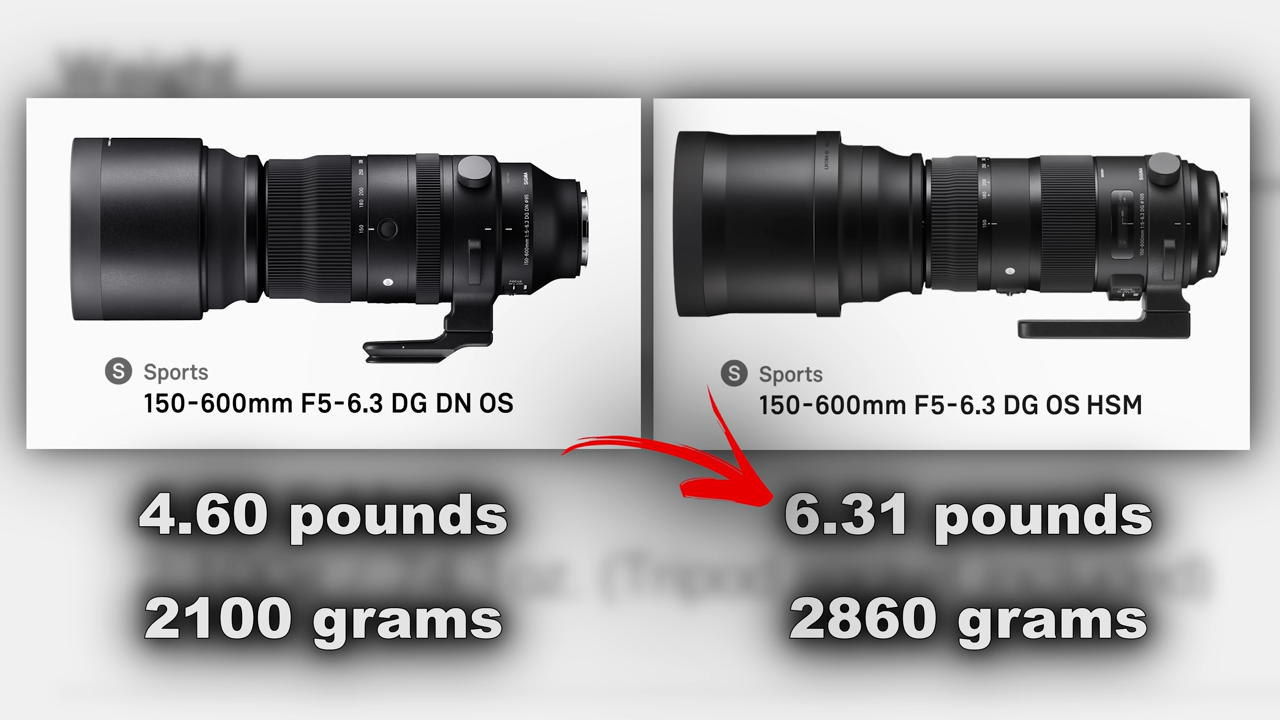 Weight
S Sports
150-600mm F5-6.3 DG DN OS
S Sports
150-600mm F5-6.3 DG OS HSM
4.60 pounds
6.31 pounds
2100 grams
2860 grams